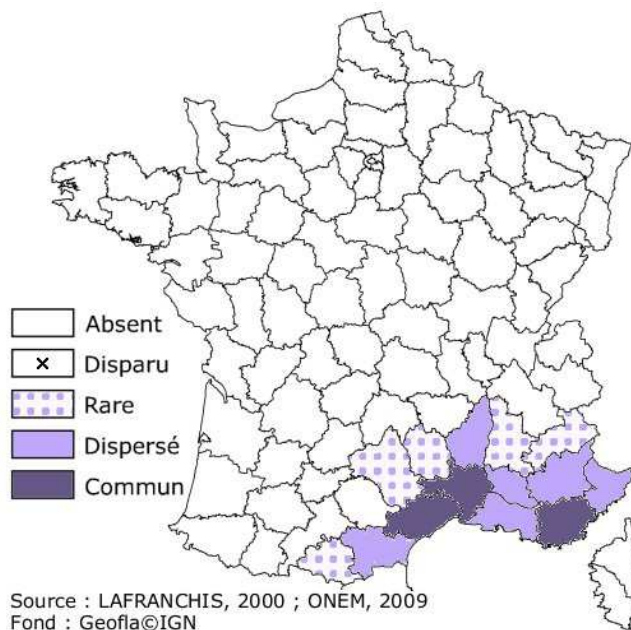 Absent
Disparu
Rare
Dispersé
Commun
Source : LAFRANCHIS, 2000 ; ONEM, 2009
Fond : Geofla©IGN